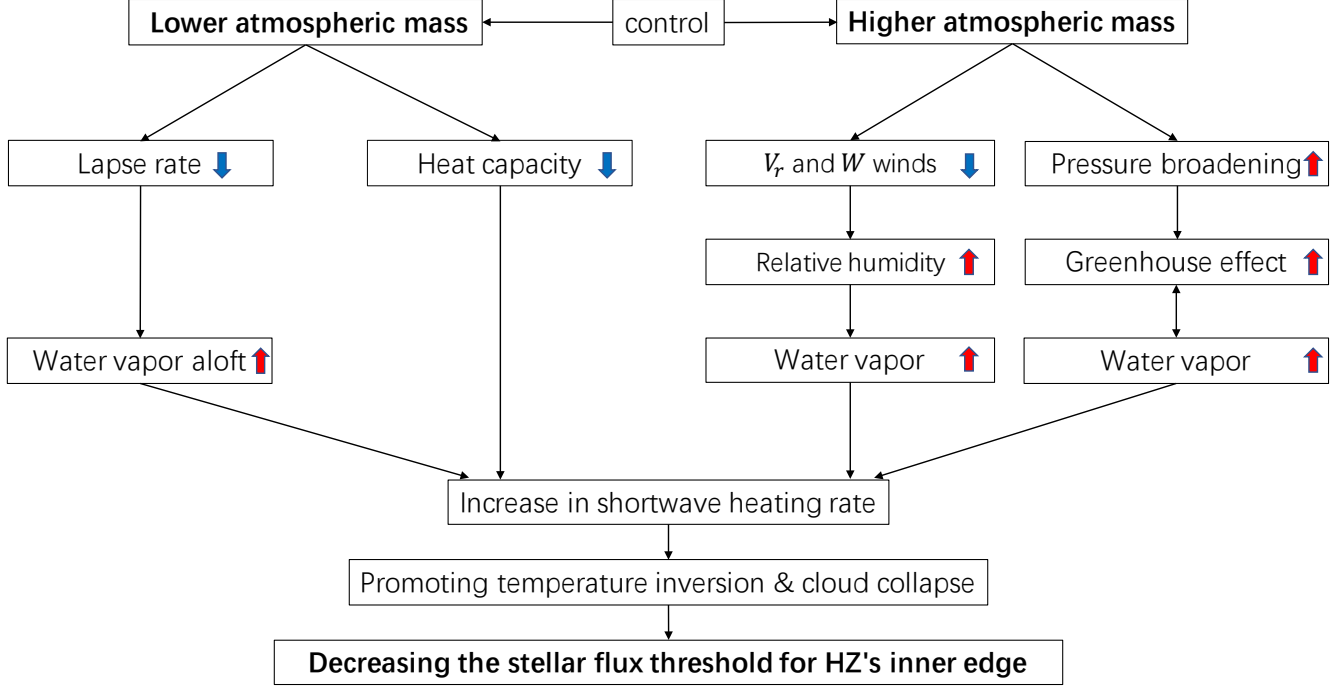 Lower atmospheric mass
control
Higher atmospheric mass
Lapse rate
Heat capacity
V_r and W winds
Pressure broadening
Relative humidity
Greenhouse effect
Water vapor aloft
Water vapor
Water vapor
Increase in shortwave heating rate
Promoting temperature inversion & cloud collapse
Decreasing the stellar flux threshold for HZ's inner edge